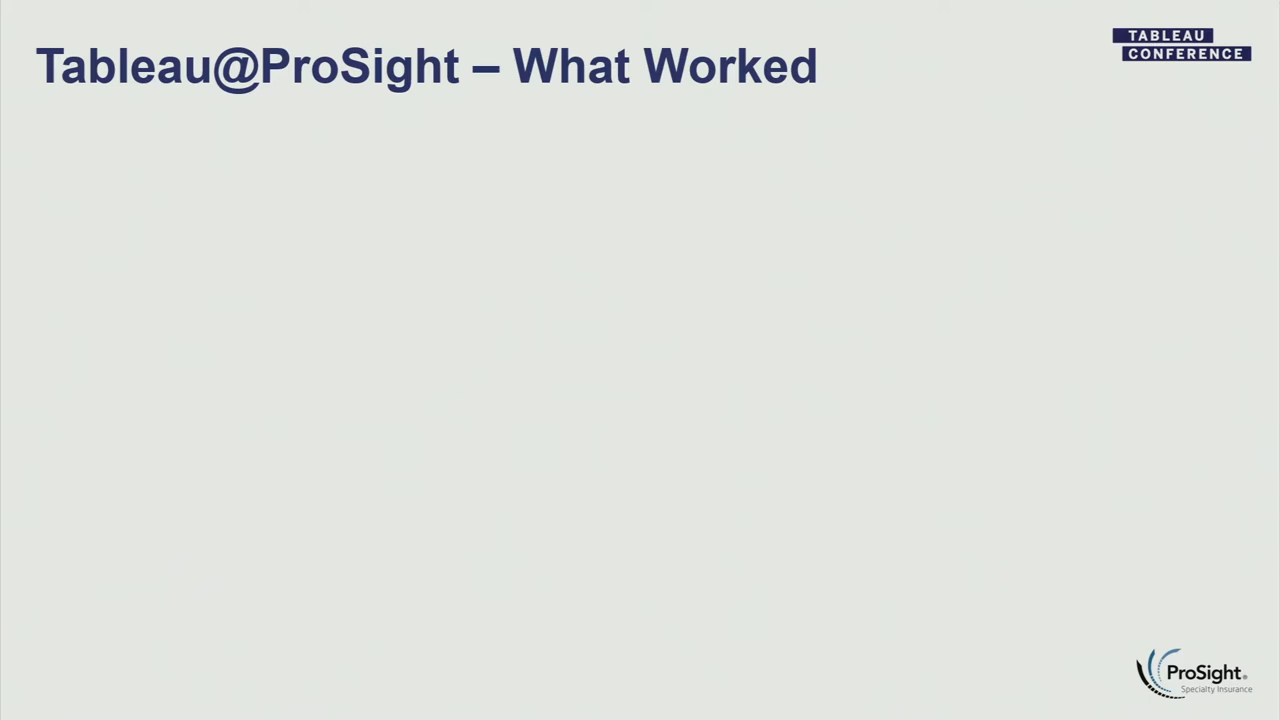 Tableau@ProSight – What Worked
TABLEAU
CONFERENCE
ProSight®
Specialty Insurance